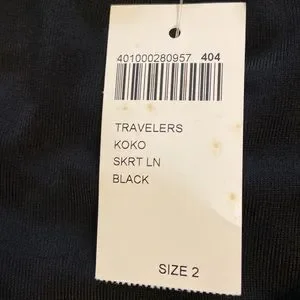 401000280957 404
TRAVELERS
KOKO
SKRT LN
BLACK
SIZE 2